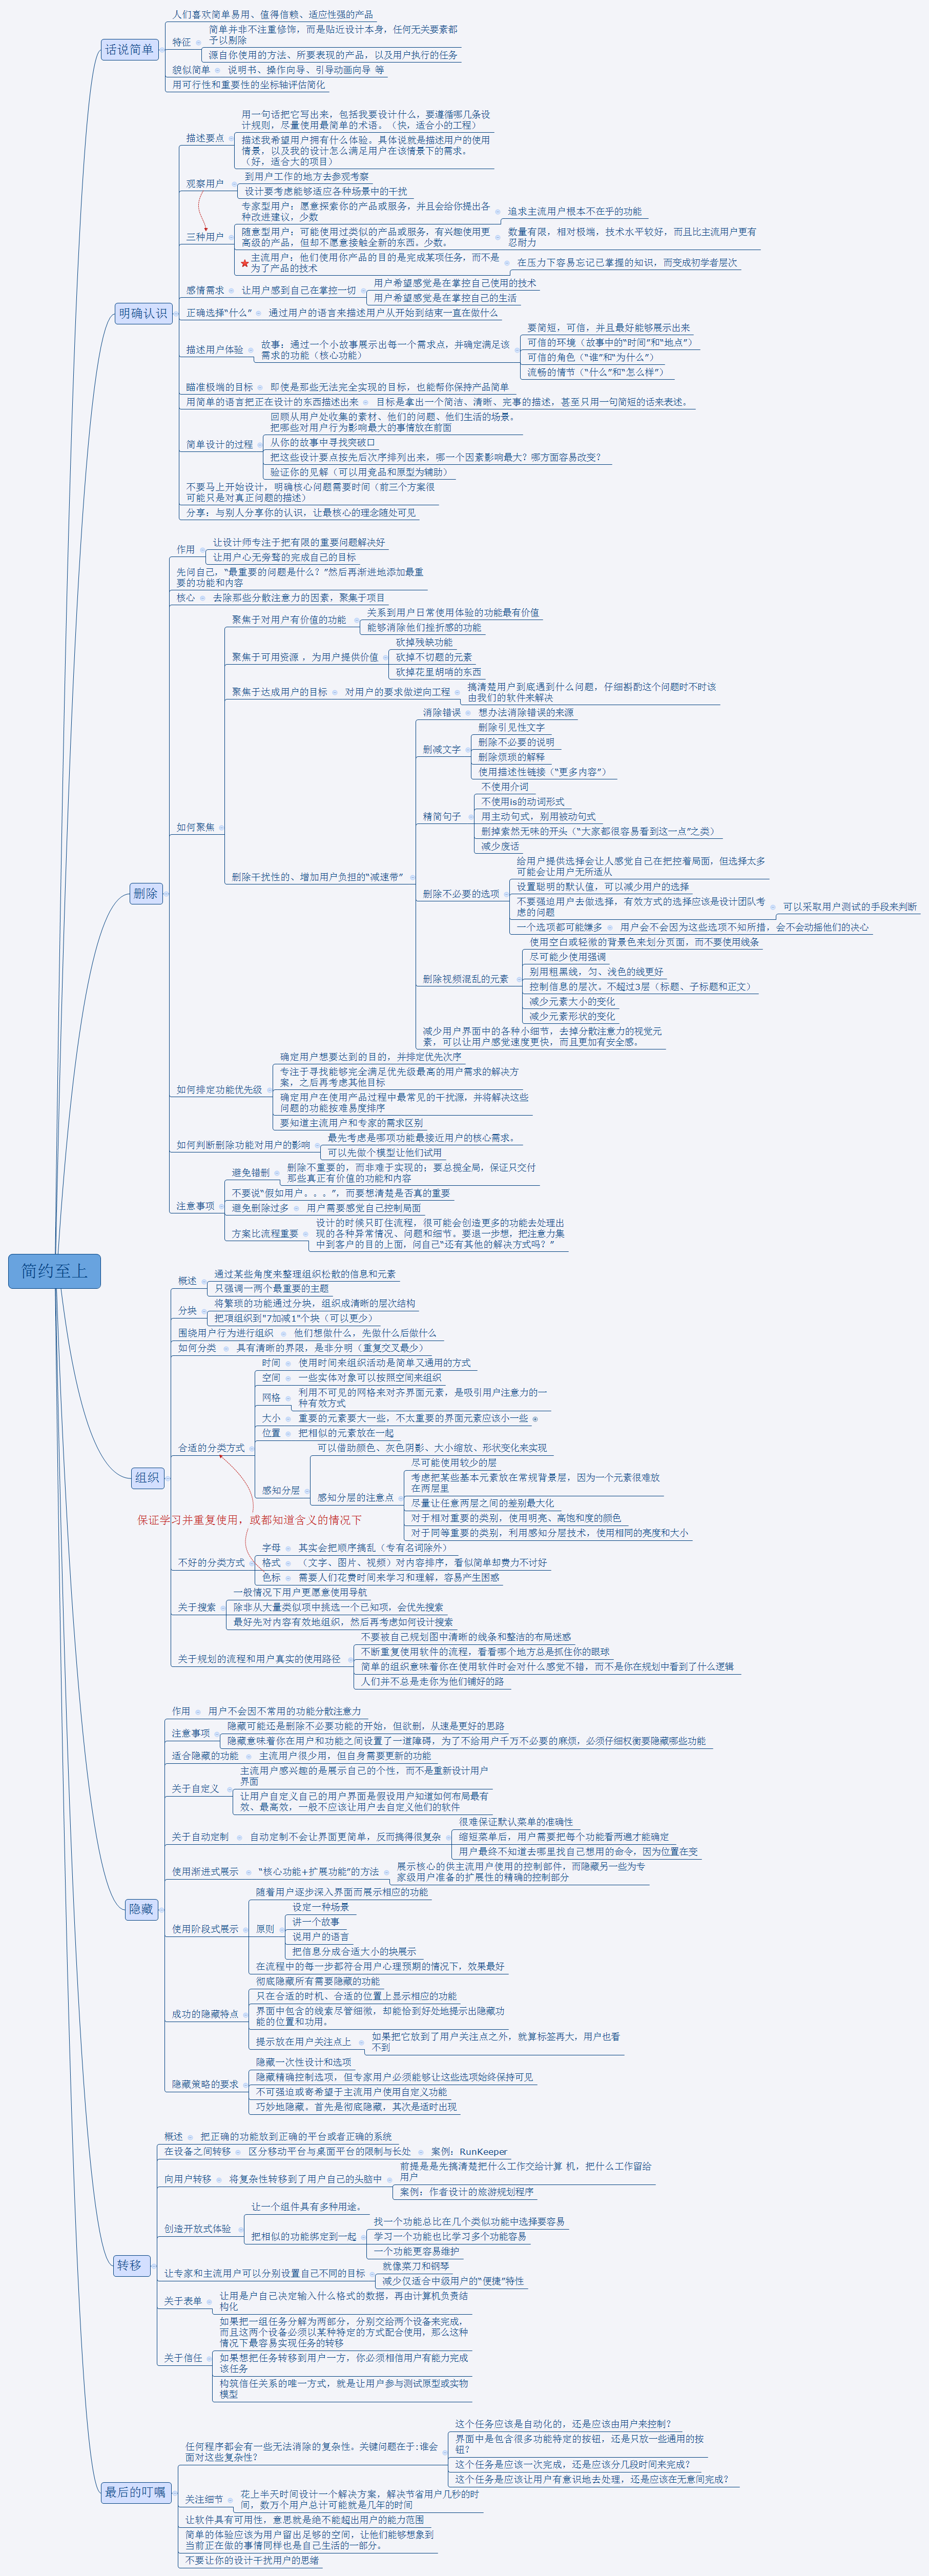 简约至上
话说简单
人们喜欢简单易用、值得信赖、适应性强的产品
特征
简单并非不注重修饰，而是贴近设计本身，任何无关要素都
予以剔除
源自你使用的方法、所要表现的产品，以及用户执行的任务
貌似简单
说明书、操作向导、引导动画向导 等
用可行性和重要性的坐标轴评估简化
明确认识
描述要点
用一句话把它写出来，包括我要设计什么，要遵循哪几条设
计规则，尽量使用最简单的术语。（快，适合小的工程）
描述我希望用户拥有什么体验。具体说就是描述用户的使用
情景，以及我的设计怎么满足用户在该情景下的需求。
（好，适合大的项目）
观察用户
到用户工作的地方去参观考察
设计要考虑能够适应各种场景中的干扰
三种用户
专家型用户：愿意探索你的产品或服务，并且会给你提出各
种改进建议，少数
追求主流用户根本不在乎的功能
随意型用户：可能使用过类似的产品或服务，有兴趣使用更
高级的产品，但却不愿意接触全新的东西。少数。
数量有限，相对极端，技术水平较好，而且比主流用户更有
忍耐力
主流用户：他们使用你产品的目的是完成某项任务，而不是
为了产品的技术
在压力下容易忘记已掌握的知识，而变成初学者层次
感情需求
让用户感到自己在掌控一切
用户希望感觉是在掌控自己使用的技术
用户希望感觉是在掌控自己的生活
正确选择“什么”
通过用户的语言来描述用户从开始到结束一直在做什么
描述用户体验
故事：通过一个小故事展示出每一个需求点，并确定满足该
需求的功能（核心功能）
要简短，可信，并且最好能够展示出来
可信的环境（故事中的“时间”和“地点”）
可信的角色（“谁”和“为什么”）
流畅的情节（“什么”和“怎么样”）
瞄准极端的目标
即使是那些无法完全实现的目标，也能帮你保持产品简单
用简单的语言把正在设计的东西描述出来
目标是拿出一个简洁、清晰、完事的描述，甚至只用一句简短的话来表述。
简单设计的过程
回顾从用户处收集的素材、他们的问题、他们生活的场景。
把哪些对用户行为影响最大的事情放在前面
从你的故事中寻找突破口
把这些设计要点按先后次序排列出来，哪一个因素影响最大？哪方面容易改变？
验证你的见解（可以用竟品和原型为辅助）
不要马上开始设计，明确核心问题需要时间（前三个方案很
可能只是对真正问题的描述）
分享：与别人分享你的认识，让最核心的理念随处可见
删除
作用
让设计师专注于把有限的重要问题解决好
让用户心无旁骛的完成自己的目标
先问自己，“最重要的问题是什么？”然后再渐进地添加最重
要的功能和内容
核心
去除那些分散注意力的因素，聚集于项目
如何聚焦
聚焦于对用户有价值的功能
关系到用户日常使用体验的功能最有价值
能够消除他们挫折感的功能
聚焦于可用资源 ，为用户提供价值
砍掉残缺功能
砍掉不切题的元素
砍掉花里胡哨的东西
聚焦于达成用户的目标
对用户的要求做逆向工程
搞清楚用户到底遇到什么问题，仔细斟酌这个问题时不时该
由我们的软件来解决
删除干扰性的、增加用户负担的“减速带”
消除错误
想办法消除错误的来源
删减文字
删除引见性文字
删除不必要的说明
删除烦琐的解释
使用描述性链接（“更多内容”）
精简句子
不使用介词
不使用is的动词形式
用主动句式，别用被动句式
删掉索然无味的开头（“大家都很容易看到这一点”之类）
减少废话
删除不必要的选项
给用户提供选择会让人感觉自己在把控着局面，但选择太多
可能会让用户无所适从
设置聪明的默认值，可以减少用户的选择
不要强迫用户去做选择，有效方式的选择应该是设计团队考
虑的问题
可以采取用户测试的手段来判断
一个选项都可能嫌多
用户会不会因为这些选项不知所措，会不会动摇他们的决心
删除视频混乱的元素
使用空白或轻微的背景色来划分页面，而不要使用线条
尽可能少使用强调
别用粗黑线，匀、浅色的线更好
控制信息的层次。不超过3层（标题、子标题和正文）
减少元素大小的变化
减少元素形状的变化
减少用户界面中的各种小细节，去掉分散注意力的视觉元
素，可以让用户感觉速度更快，而且更加有安全感。
如何排定功能优先级
确定用户想要达到的目的，并排定优先次序
专注于寻找能够完全满足优先级最高的用户需求的解决方
案，之后再考虑其他目标
确定用户在使用产品过程中最常见的干扰源，并将解决这些
问题的功能按难易度排序
要知道主流用户和专家的需求区别
如何判断删除功能对用户的影响
最先考虑是哪项功能最接近用户的核心需求。
可以先做个模型让他们试用
注意事项
避免错删
删除不重要的，而非难于实现的；要总揽全局，保证只交付
那些真正有价值的功能和内容
不要说“假如用户。。。”，而要想清楚是否真的重要
避免删除过多
用户需要感觉自己控制局面
方案比流程重要
设计的时候只盯住流程，很可能会创造更多的功能去处理出
现的各种异常情况、问题和细节。要退一步想，把注意力集
中到客户的目的上面，问自己“还有其他的解决方式吗？”
组织
概述
通过某些角度来整理组织松散的信息和元素
只强调一两个最重要的主题
分块
将繁琐的功能通过分块，组织成清晰的层次结构
把项组织到“7加减1”个块（可以更少）
围绕用户行为进行组织
他们想做什么，先做什么后做什么
如何分类
具有清晰的界限，是非分明（重复交叉最少）
合适的分类方式
时间
使用时间来组织活动是简单又通用的方式
空间
一些实体对象可以按照空间来组织
网格
利用不可见的网格来对齐界面元素，是吸引用户注意力的一
种有效方式
大小
重要的元素要大一些，不太重要的界面元素应该小一些
位置
把相似的元素放在一起
感知分层
可以借助颜色、灰色阴影、大小缩放、形状变化来实现
感知分层的注意点
尽可能使用较少的层
考虑把某些基本元素放在常规背景层，因为一个元素很难放
在两层里
尽量让任意两层之间的差别最大化
对于相对重要的类别，使用明亮、高饱和度的颜色
对于同等重要的类别，利用感知分层技术，使用相同的亮度和大小
保证学习并重复使用，或都知道含义的情况下
不好的分类方式
字母
其实会把顺序搞乱（专有名词除外）
格式
（文字、图片、视频）对内容排序，看似简单却费力不讨好
色标
需要人们花费时间来学习和理解，容易产生困惑
关于搜索
一般情况下用户更愿意使用导航
除非从大量类似项中挑选一个已知项，会优先搜素
最好先对内容有效地组织，然后再考虑如何设计搜索
关于规划的流程和用户真实的使用路径
不要被自己规划图中清晰的线条和整洁的布局迷惑
不断重复使用软件的流程，看看哪个地方总是抓住你的眼球
简单的组织意味着你在使用软件时会对什么感觉不错，而不是你在规划中看到了什么逻辑
人们并不总是走你为他们铺好的路
隐藏
作用
用户不会因不常用的功能分散注意力
注意事项
隐藏可能还是删除不必要功能的开始，但欲删，从速是更好的思路
隐藏意味着你在用户和功能之间设置了一道障碍，为了不给用户千万不必要的麻烦，必须仔细权衡要隐藏哪些功能
适合隐藏的功能
主流用户很少用，但自身需要更新的功能
关于自定义
主流用户感兴趣的是展示自己的个性，而不是重新设计用户
界面
让用户自定义自己的用户界面是假设用户知道如何布局最有
效、最高效，一般不应该让用户去自定义他们的软件
关于自动定制
自动定制不会让界面更简单，反而搞得很复杂
很难保证默认菜单的准确性
缩短菜单后，用户需要把每个功能看两遍才能确定
用户最终不知道去哪里找自己想用的命令，因为位置在变
使用渐进式展示
“核心功能+扩展功能”的方法
展示核心的供主流用户使用的控制部件，而隐藏另一些为专
家级用户准备的扩展性的精确的控制部分
使用阶段式展示
随着用户逐步深入界面而展示相应的功能
原则
设定一种场景
讲一个故事
说用户的语言
把信息分成合适大小的块展示
在流程中的每一步都符合用户心理预期的情况下，效果最好
成功的隐藏特点
彻底隐藏所有需要隐藏的功能
只在合适的时机、合适的位置上显示相应的功能
界面中包含的线索尽管细微，却能恰到好处地提示出隐藏功
能的位置和功用。
提示放在用户关注点上
如果把它放到了用户关注点之外，就算标签再大，用户也看
不到
隐藏策略的要求
隐藏一次性设计和选项
隐藏精确控制选项，但专家用户必须能够让这些选项始终保持可见
不可强迫或寄希望于主流用户使用自定义功能
巧妙地隐藏。首先是彻底隐藏，其次是适时出现
转移
概述
把正确的功能放到正确的平台或者正确的系统
在设备之间转移
区分移动平台与桌面平台的限制与长处
案例：RunKeeper
向用户转移
将复杂性转移到了用户自己的头脑中
前提是是先搞清楚把什么工作交给计算 机，把什么工作留给
用户
案例：作者设计的旅游规划程序
创造开放式体验
让一个组件具有多种用途。
把相似的功能绑定到一起
找一个功能总比在几个类似功能中选择要容易
学习一个功能也比学习多个功能容易
一个功能更容易维护
让专家和主流用户可以分别设置自己不同的目标
就像菜刀和钢琴
减少仅适合中级用户的“便捷”特性
关于表单
让用是户自己决定输入什么格式的数据，再由计算机负责结
构化
关于信任
如果把一组任务分解为两部分，分别交给两个设备来完成，
而且这两个设备必须以某种特定的方式配合使用，那么这种
情况下最容易实现任务的转移
如果想把任务转移到用户一方，你必须相信用户有能力完成
该任务
构筑信任关系的唯一方式，就是让用户参与测试原型或实物
模型
最后的叮嘱
任何程序都会有一些无法消除的复杂性。关键问题在于:谁会
面对这些复杂性？
这个任务应该是自动化的，还是应该由用户来控制？
界面中是包含很多功能特定的按钮，还是只放一些通用的按
钮？
这个任务是应该一次完成，还是应该分几段时间来完成？
这个任务是应该让用户有意识地去处理，还是应该在无意间完成？
关注细节
花上半天时间设计一个解决方案，解决节省用户几秒的时
间，数万个用户总计可能就是几年的时间
让软件具有可用性，意思就是绝不能超出用户的能力范围
简单的体验应该为用户留出足够的空间，让他们能够想象到
当前正在做的事情同样也是自己生活的一部分。
不要让你的设计干扰用户的思绪